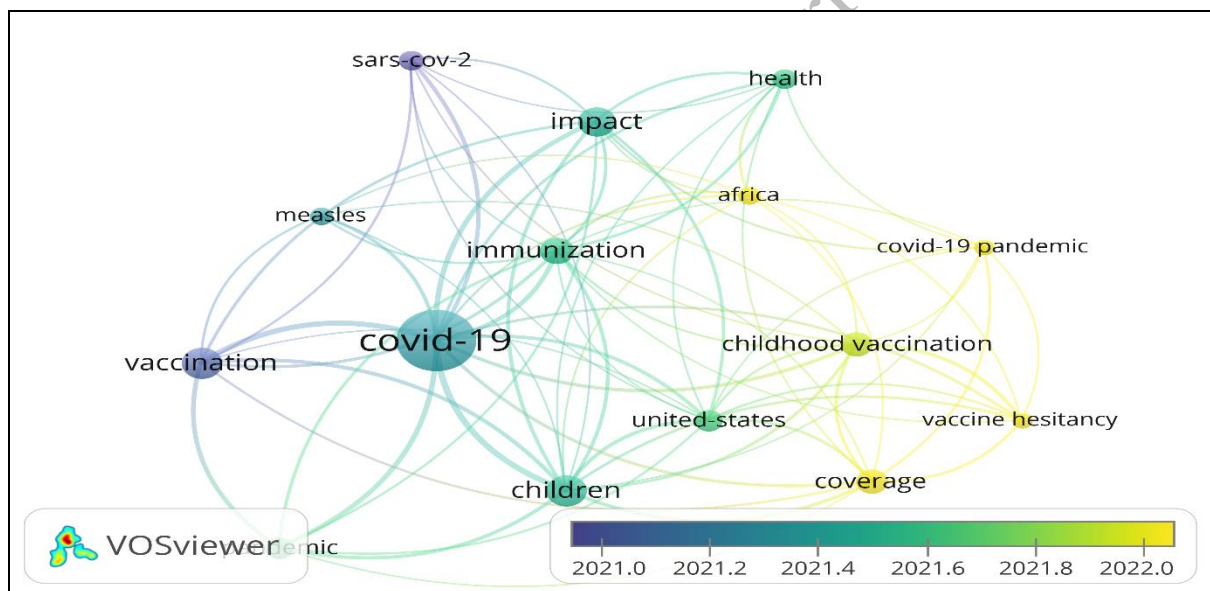 sars-cov-2
health
impact
africa
measles
covid-19 pandemic
immunization
covid-19
childhood vaccination
vaccination
united-states
vaccine hesitancy
coverage
children
VOSviewer
pandemic
2021.0 2021.2 2021.4 2021.6 2021.8 2022.0